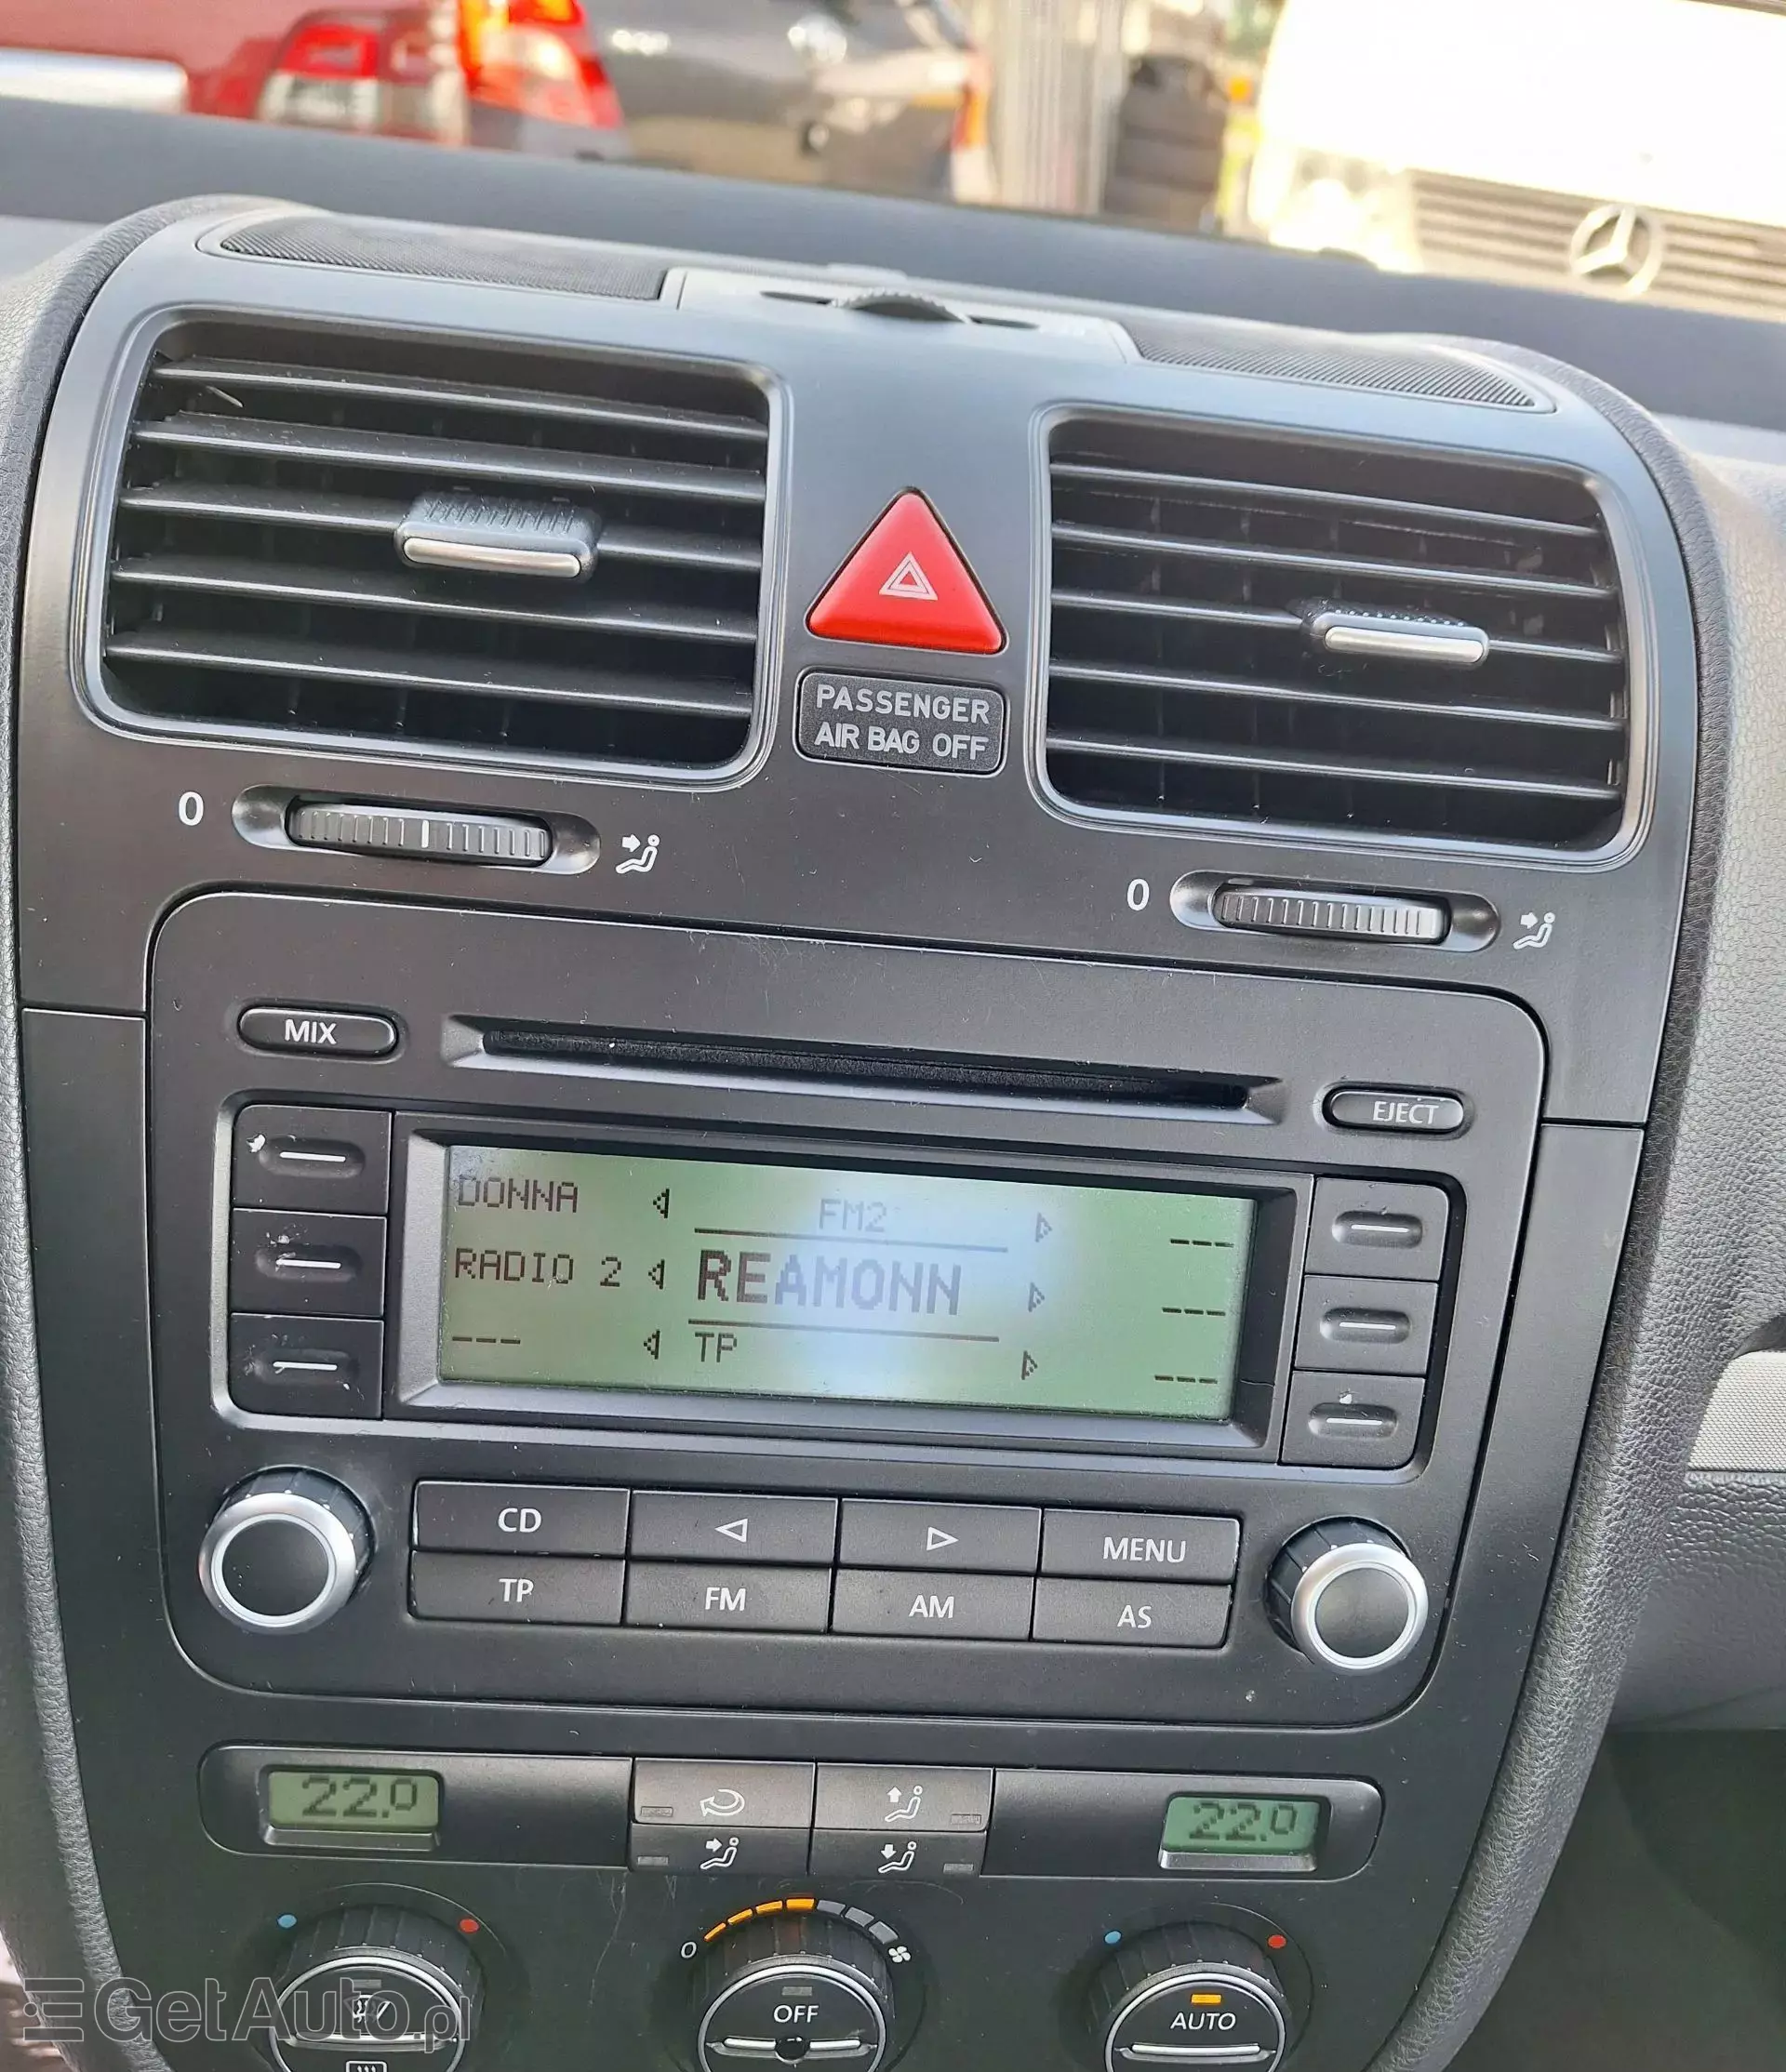 PASSENGER
AIR BAG OFF
0
0
MIX
EJECT
DONNA FM2 ---
RADIO 2 REAMONN ---
--- TP ---
CD MENU
TP FM AM AS
22.0 22.0
0
OFF AUTO
GetAuto.pl